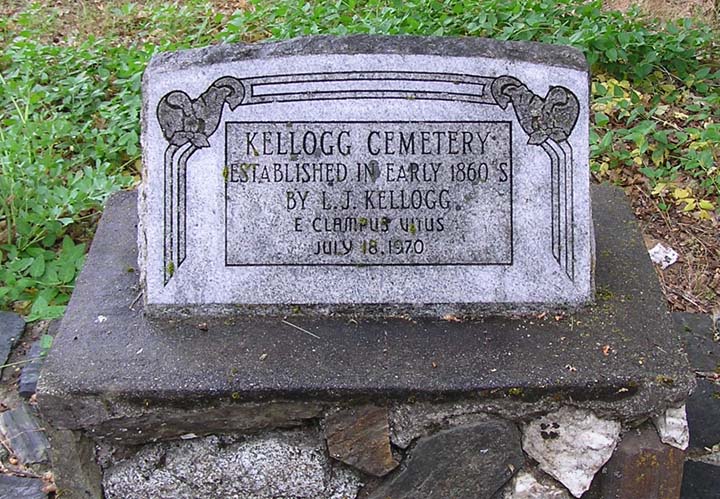 KELLOGG CEMETERY
ESTABLISHED IN EARLY 1860'S
BY L. J. KELLOGG
E CLAMPUS VITUS
JULY 18, 1970